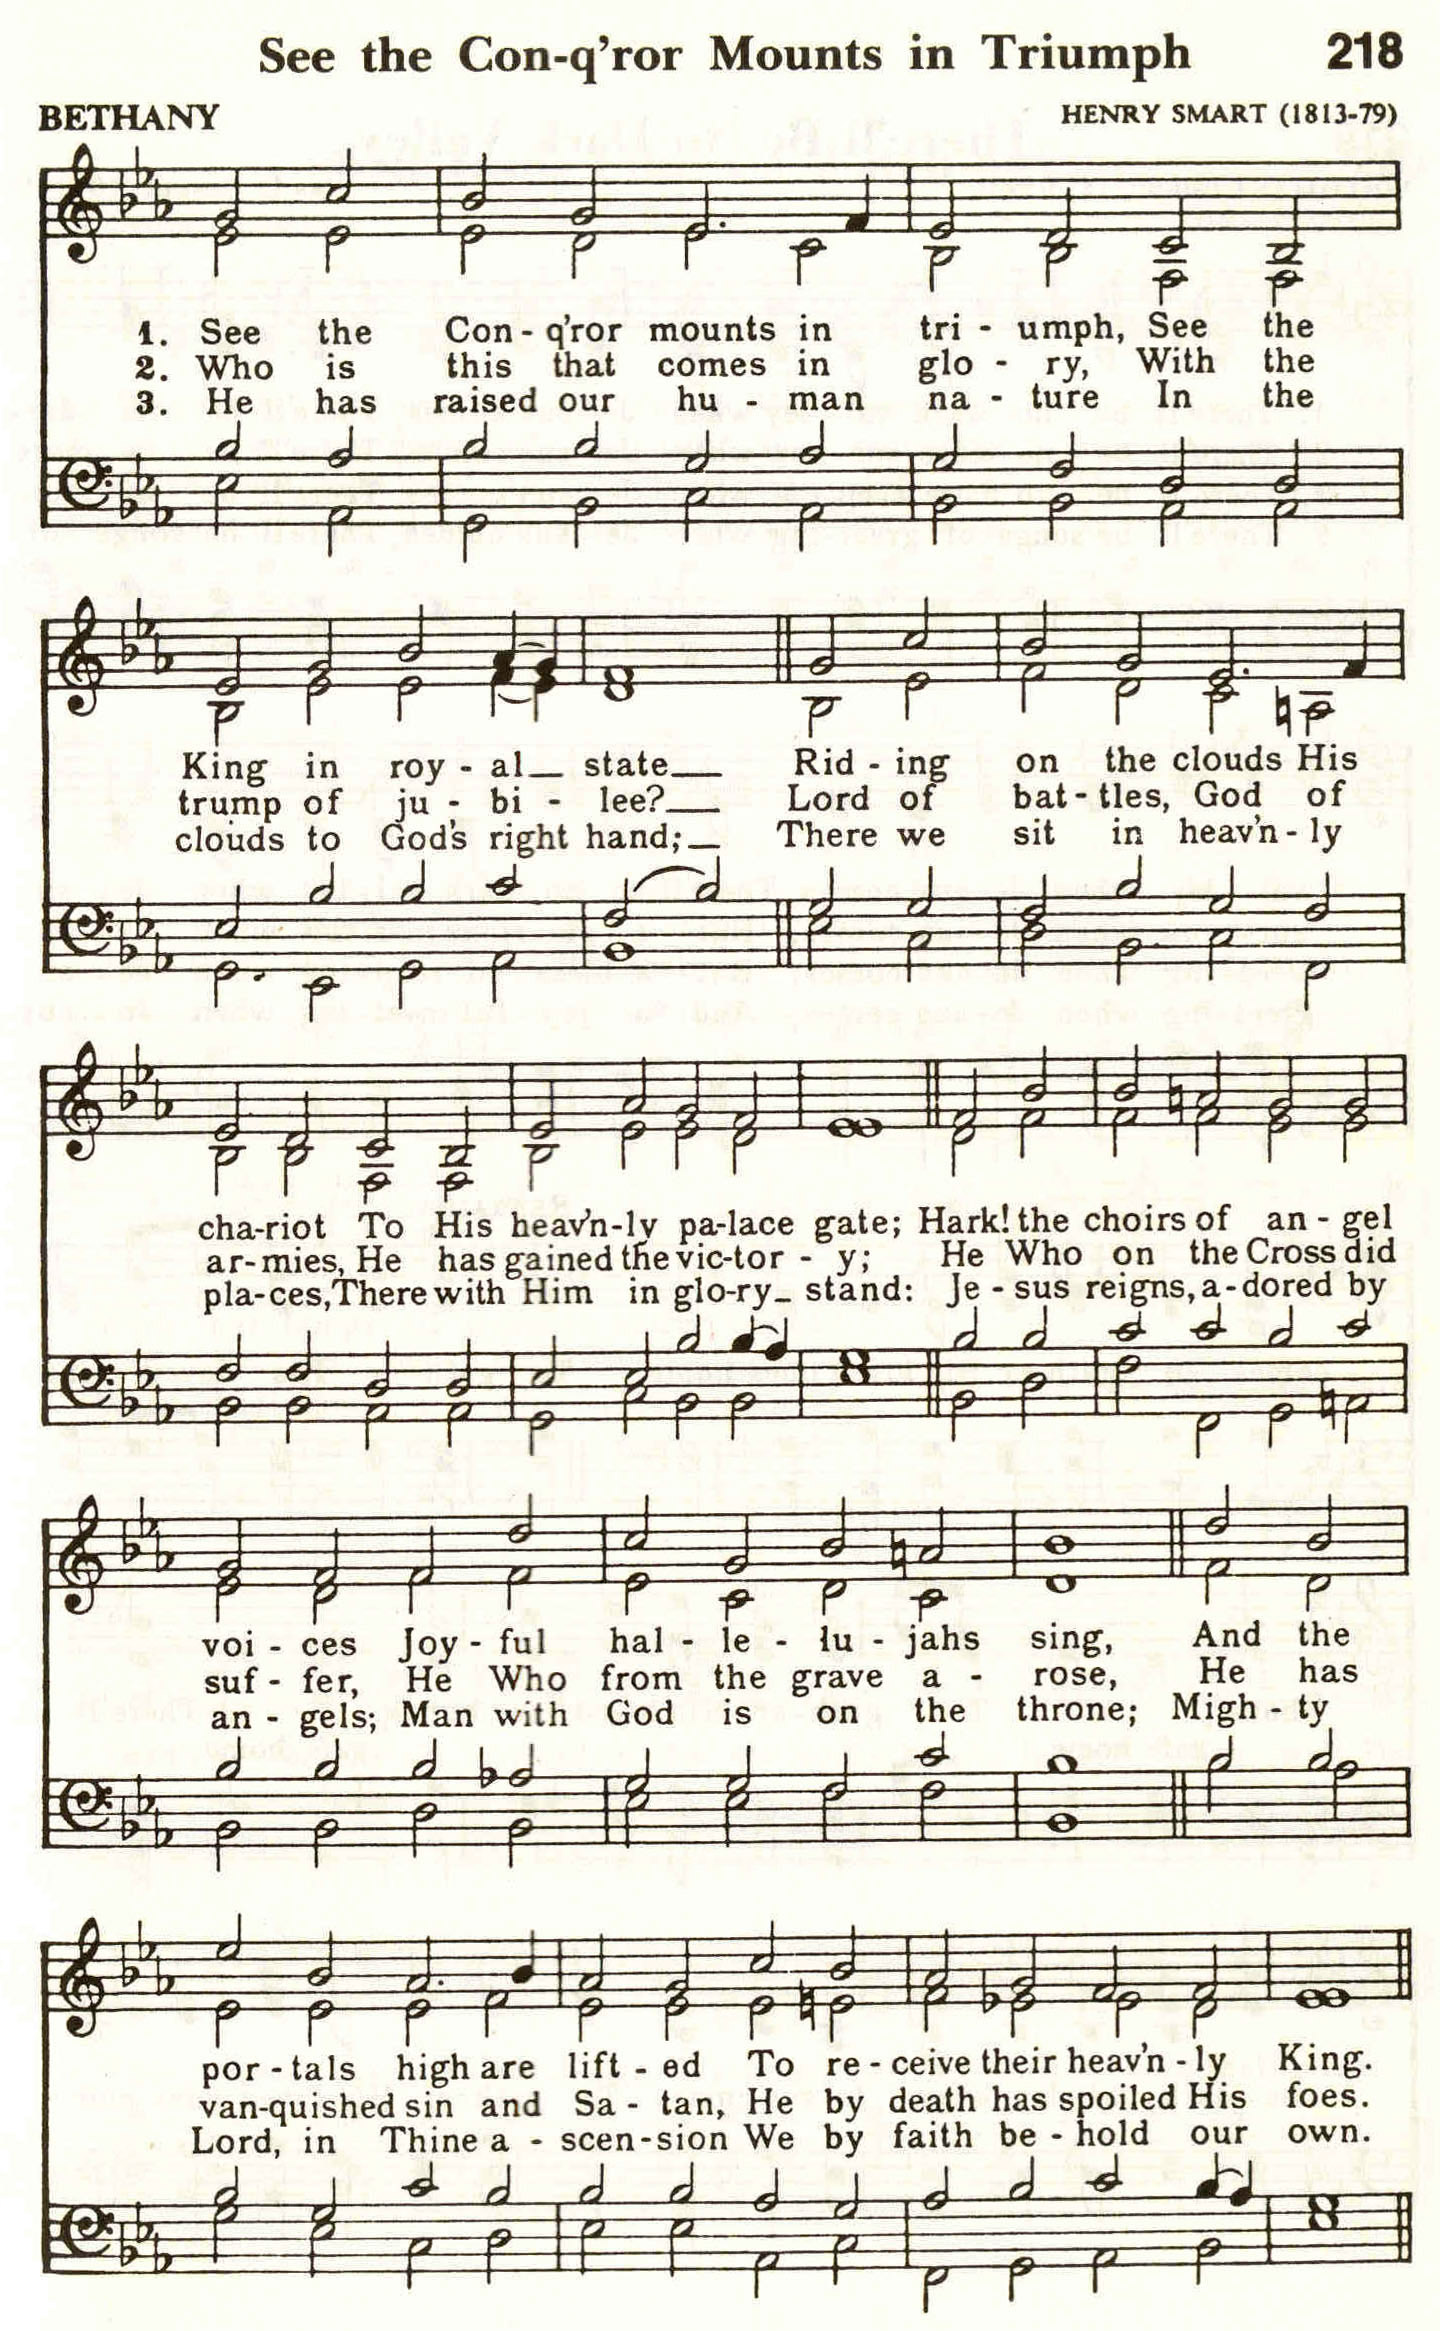 See the Con-q'ror Mounts in Triumph 218
BETHANY HENRY SMART (1813-79)
1. See the Con - q'ror mounts in tri - umph, See the
2. Who is this that comes in glo - ry, With the
3. He has raised our hu - man na - ture In the
King in roy - al state Rid - ing on the clouds His
trump of ju - bi - lee? Lord of bat - tles, God of
clouds to God's right hand; There we sit in heav'n - ly
cha-riot To His heav'n-ly pa-lace gate; Hark! the choirs of an - gel
ar-mies, He has gained the vic-tor - y; He Who on the Cross did
pla-ces, There with Him in glo-ry stand: Je - sus reigns, a-dored by
voi - ces Joy - ful hal - le - lu - jahs sing, And the
suf - fer, He Who from the grave a - rose, He has
an - gels; Man with God is on the throne; Migh - ty
por - tals high are lift - ed To re - ceive their heav'n - ly King.
van-quished sin and Sa - tan, He by death has spoiled His foes.
Lord, in Thine a - scen-sion We by faith be - hold our own.